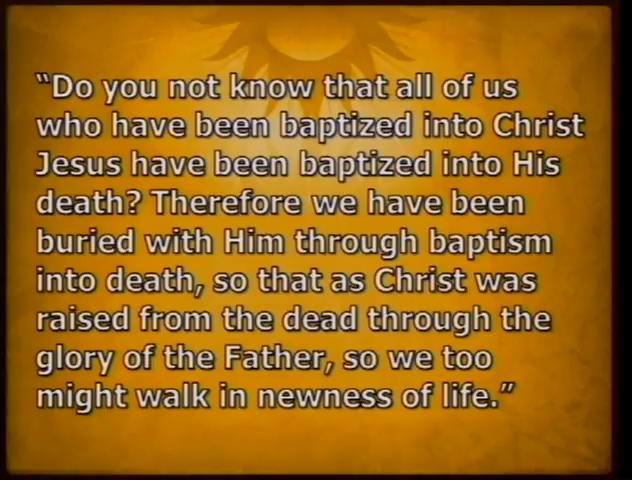 “Do you not know that all of us
who have been baptized into Christ
Jesus have been baptized into His
death? Therefore we have been
buried with Him through baptism
into death, so that as Christ was
raised from the dead through the
glory of the Father, so we too
might walk in newness of life.”